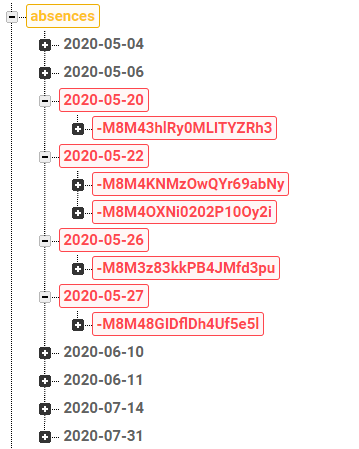 absences
2020-05-04
2020-05-06
2020-05-20
-M8M43hlRy0MLITYZRh3
2020-05-22
-M8M4KNMzOwQYr69abNy
-M8M4OXNi0202P10Oy2i
2020-05-26
-M8M3z83kkPB4JMfd3pu
2020-05-27
-M8M48GIDflDh4Uf5e5l
2020-06-10
2020-06-11
2020-07-14
2020-07-31